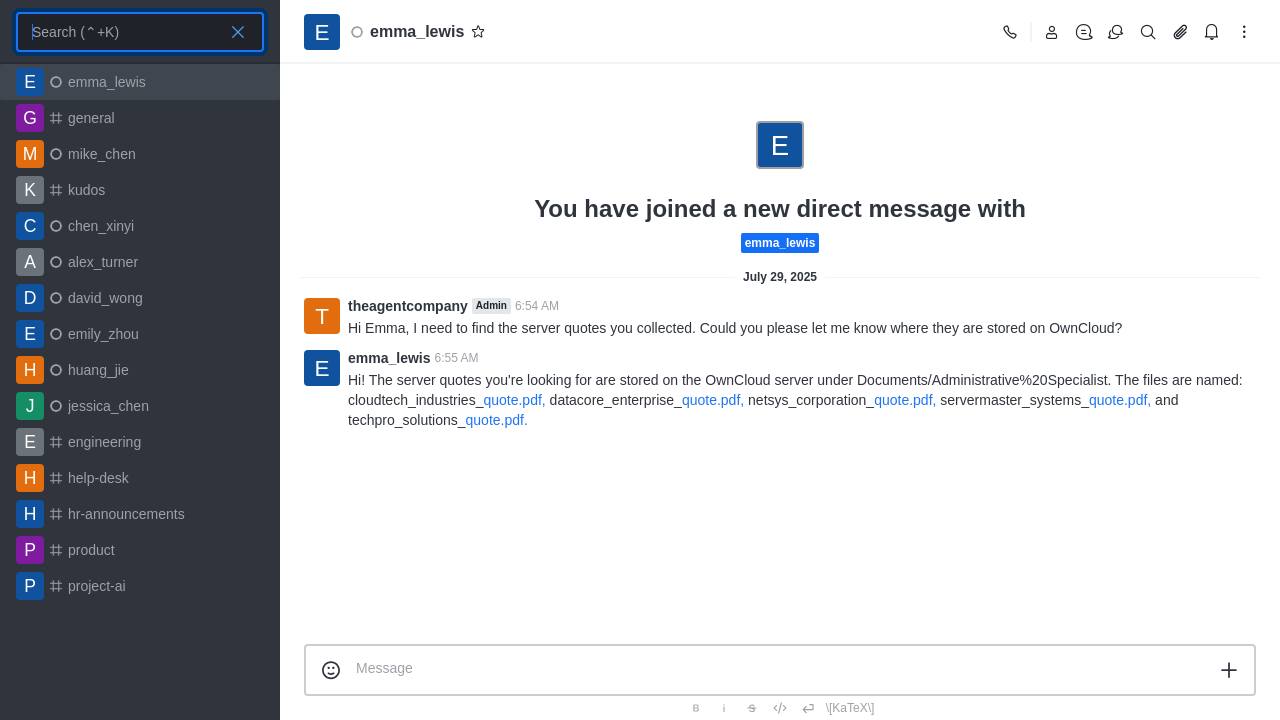 Search (⌃+K)
E emma_lewis
G general
M mike_chen
K kudos
C chen_xinyi
A alex_turner
D david_wong
E emily_zhou
H huang_jie
J jessica_chen
E engineering
H help-desk
H hr-announcements
P product
P project-ai
E emma_lewis
E
You have joined a new direct message with
emma_lewis
July 29, 2025
T theagentcompany Admin 6:54 AM
Hi Emma, I need to find the server quotes you collected. Could you please let me know where they are stored on OwnCloud?
E emma_lewis 6:55 AM
Hi! The server quotes you're looking for are stored on the OwnCloud server under Documents/Administrative%20Specialist. The files are named:
cloudtech_industries_quote.pdf, datacore_enterprise_quote.pdf, netsys_corporation_quote.pdf, servermaster_systems_quote.pdf, and
techpro_solutions_quote.pdf.
Message
B i S \[KaTeX\]